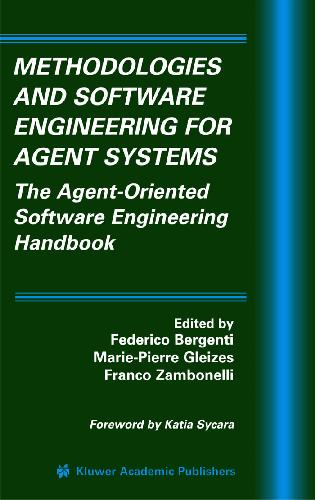 METHODOLOGIES
AND SOFTWARE
ENGINEERING FOR
AGENT SYSTEMS
The Agent-Oriented
Software Engineering
Handbook
Edited by
Federico Bergenti
Marie-Pierre Gleizes
Franco Zambonelli
Foreword by Katia Sycara
Kluwer Academic Publishers